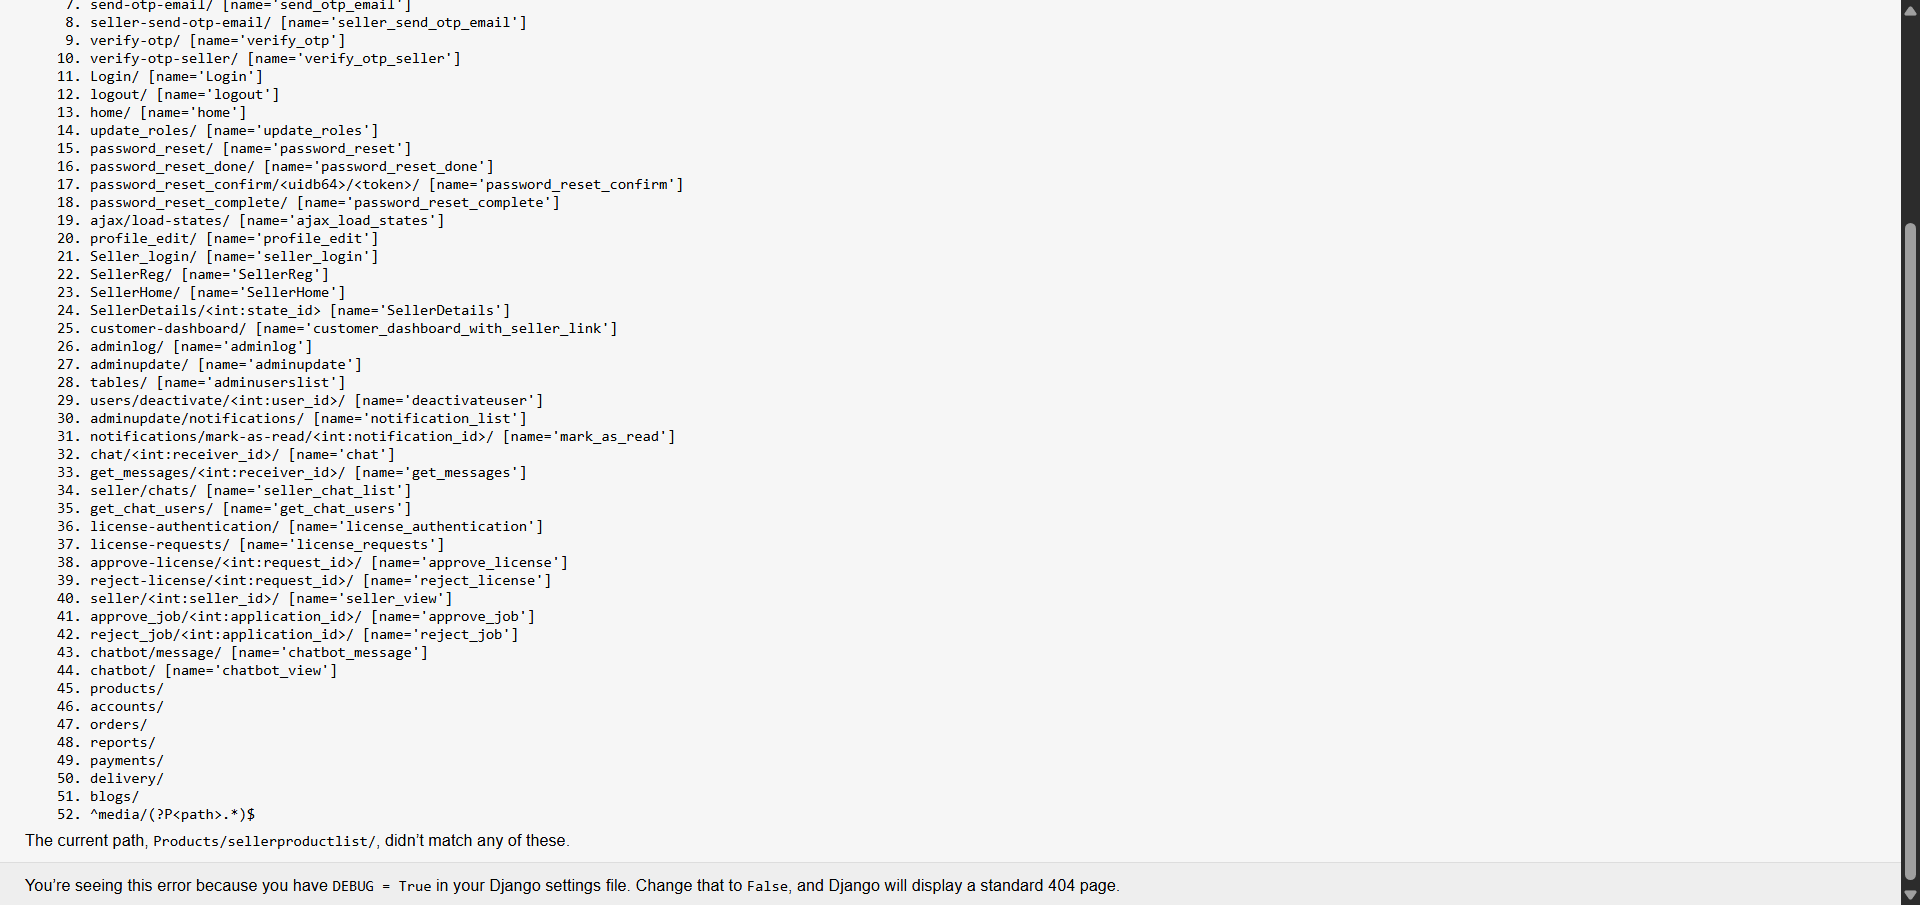 7. send-otp-email/ [name='send_otp_email']
8. seller-send-otp-email/ [name='seller_send_otp_email']
9. verify-otp/ [name='verify_otp']
10. verify-otp-seller/ [name='verify_otp_seller']
11. Login/ [name='Login']
12. logout/ [name='logout']
13. home/ [name='home']
14. update_roles/ [name='update_roles']
15. password_reset/ [name='password_reset']
16. password_reset_done/ [name='password_reset_done']
17. password_reset_confirm/<uidb64>/<token>/ [name='password_reset_confirm']
18. password_reset_complete/ [name='password_reset_complete']
19. ajax/load-states/ [name='ajax_load_states']
20. profile_edit/ [name='profile_edit']
21. Seller_login/ [name='seller_login']
22. SellerReg/ [name='SellerReg']
23. SellerHome/ [name='SellerHome']
24. SellerDetails/<int:state_id> [name='SellerDetails']
25. customer-dashboard/ [name='customer_dashboard_with_seller_link']
26. adminlog/ [name='adminlog']
27. adminupdate/ [name='adminupdate']
28. tables/ [name='adminuserslist']
29. users/deactivate/<int:user_id>/ [name='deactivateuser']
30. adminupdate/notifications/ [name='notification_list']
31. notifications/mark-as-read/<int:notification_id>/ [name='mark_as_read']
32. chat/<int:receiver_id>/ [name='chat']
33. get_messages/<int:receiver_id>/ [name='get_messages']
34. seller/chats/ [name='seller_chat_list']
35. get_chat_users/ [name='get_chat_users']
36. license-authentication/ [name='license_authentication']
37. license-requests/ [name='license_requests']
38. approve-license/<int:request_id>/ [name='approve_license']
39. reject-license/<int:request_id>/ [name='reject_license']
40. seller/<int:seller_id>/ [name='seller_view']
41. approve_job/<int:application_id>/ [name='approve_job']
42. reject_job/<int:application_id>/ [name='reject_job']
43. chatbot/message/ [name='chatbot_message']
44. chatbot/ [name='chatbot_view']
45. products/
46. accounts/
47. orders/
48. reports/
49. payments/
50. delivery/
51. blogs/
52. ^media/(?P<path>.*)$
The current path, Products/sellerproductlist/, didn’t match any of these.
You’re seeing this error because you have DEBUG = True in your Django settings file. Change that to False, and Django will display a standard 404 page.